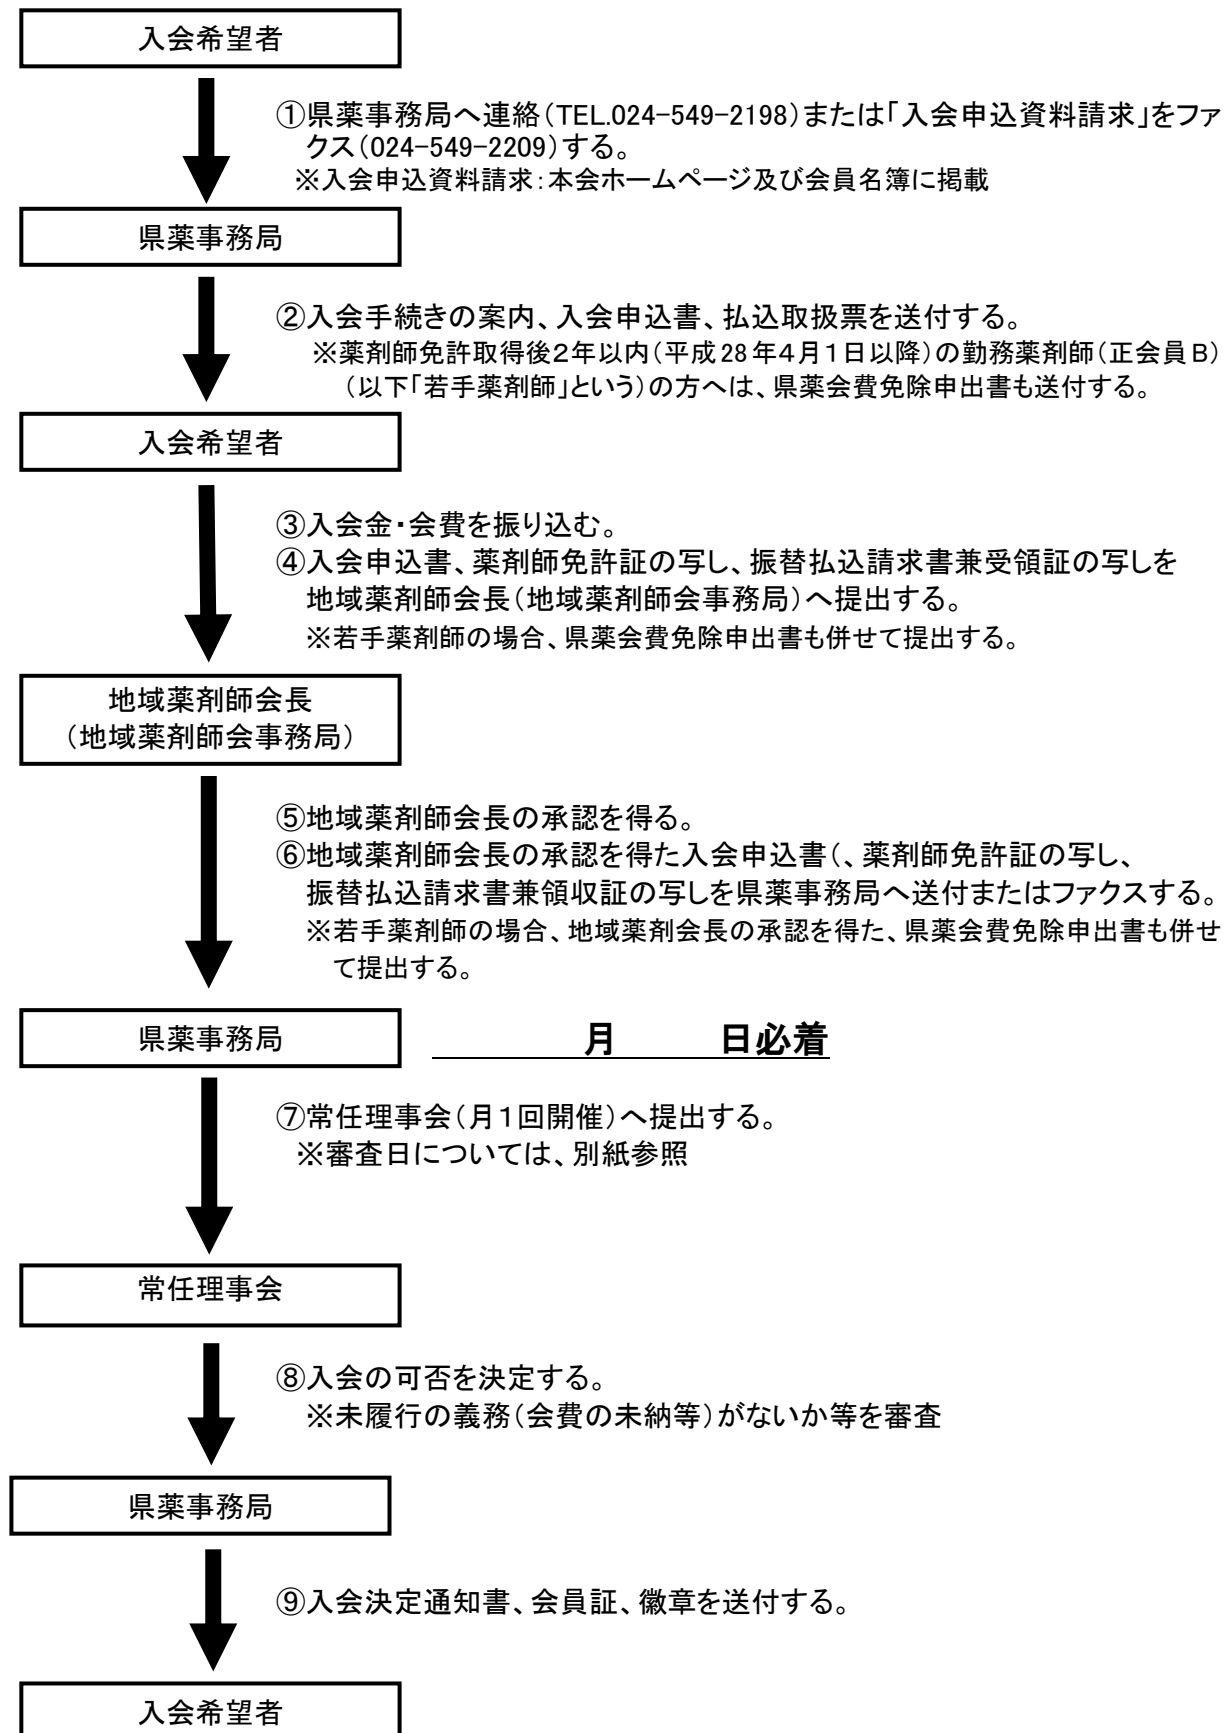 入会希望者
①県薬事務局へ連絡(TEL.024-549-2198)または「入会申込資料請求」をファ
クス(024-549-2209)する。
※入会申込資料請求:本会ホームページ及び会員名簿に掲載
県薬事務局
②入会手続きの案内、入会申込書、払込取扱票を送付する。
※薬剤師免許取得後2年以内(平成28年4月1日以降)の勤務薬剤師(正会員B)
(以下「若手薬剤師」という)の方へは、県薬会費免除申出書も送付する。
入会希望者
③入会金・会費を振り込む。
④入会申込書、薬剤師免許証の写し、振替払込請求書兼受領証の写しを
地域薬剤師会長(地域薬剤師会事務局)へ提出する。
※若手薬剤師の場合、県薬会費免除申出書も併せて提出する。
地域薬剤師会長
(地域薬剤師会事務局)
⑤地域薬剤師会長の承認を得る。
⑥地域薬剤師会長の承認を得た入会申込書(、薬剤師免許証の写し、
振替払込請求書兼領収証の写しを県薬事務局へ送付またはファクスする。
※若手薬剤師の場合、地域薬剤会長の承認を得た、県薬会費免除申出書も併せ
て提出する。
県薬事務局
月 日必着
⑦常任理事会(月1回開催)へ提出する。
※審査日については、別紙参照
常任理事会
⑧入会の可否を決定する。
※未履行の義務(会費の未納等)がないか等を審査
県薬事務局
⑨入会決定通知書、会員証、徽章を送付する。
入会希望者